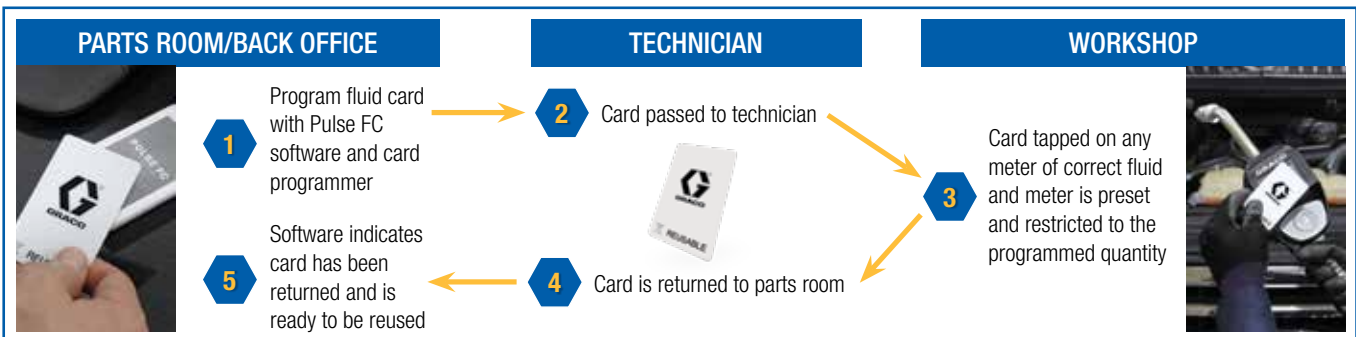 PARTS ROOM/BACK OFFICE
TECHNICIAN
WORKSHOP
1
Program fluid card
with Pulse FC
software and card
programmer
2
Card passed to technician
3
Card tapped on any
meter of correct fluid
and meter is preset
and restricted to the
programmed quantity
4
Card is returned to parts room
5
Software indicates
card has been
returned and is
ready to be reused
PULSE FC
GRACO
GRACO
REUSABLE
GRACO